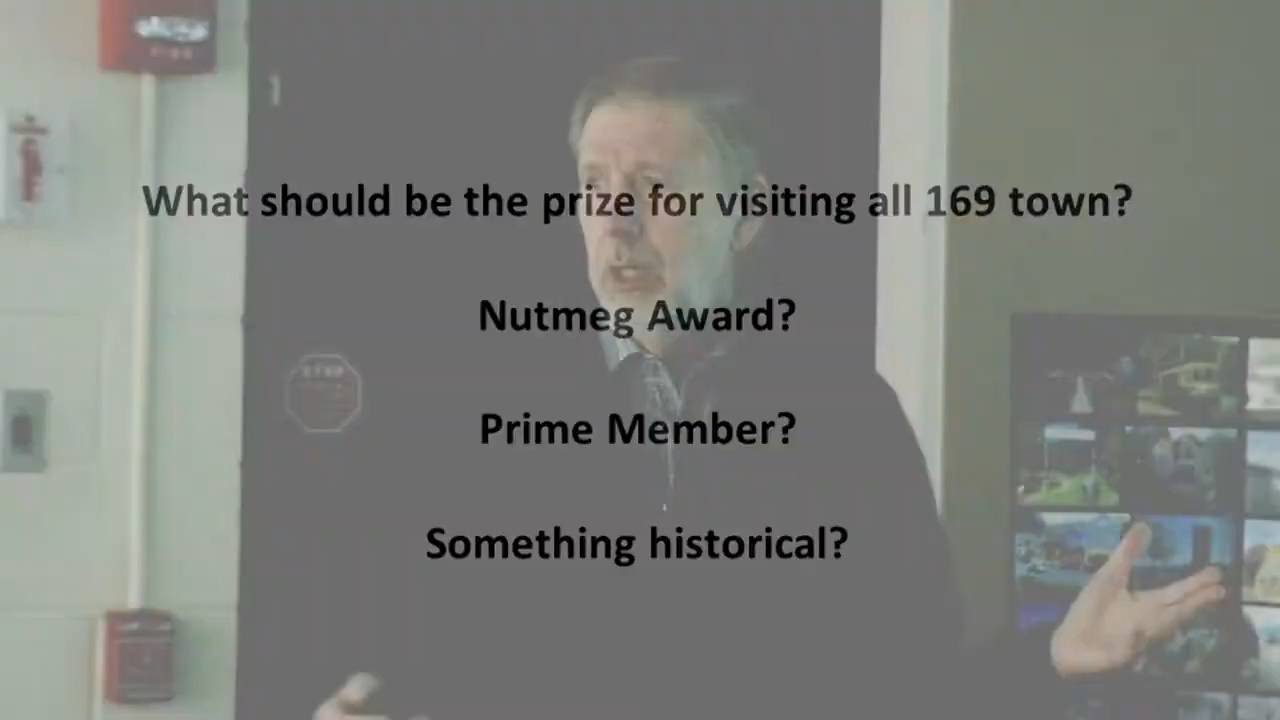 What should be the prize for visiting all 169 town?
Nutmeg Award?
Prime Member?
Something historical?